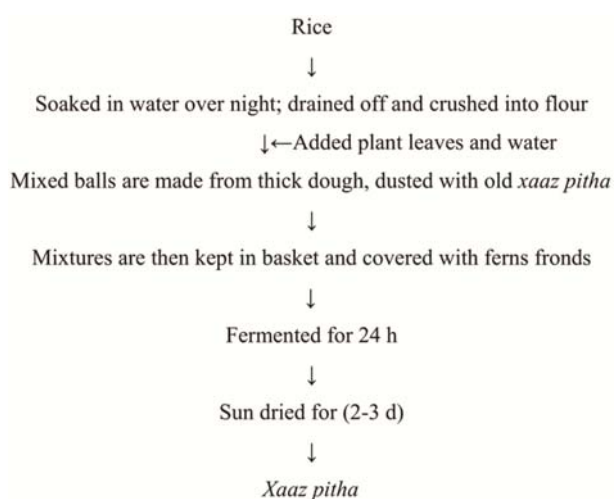 Rice
↓
Soaked in water over night; drained off and crushed into flour
↓←Added plant leaves and water
Mixed balls are made from thick dough, dusted with old xaaz pitha
↓
Mixtures are then kept in basket and covered with ferns fronds
↓
Fermented for 24 h
↓
Sun dried for (2-3 d)
↓
Xaaz pitha